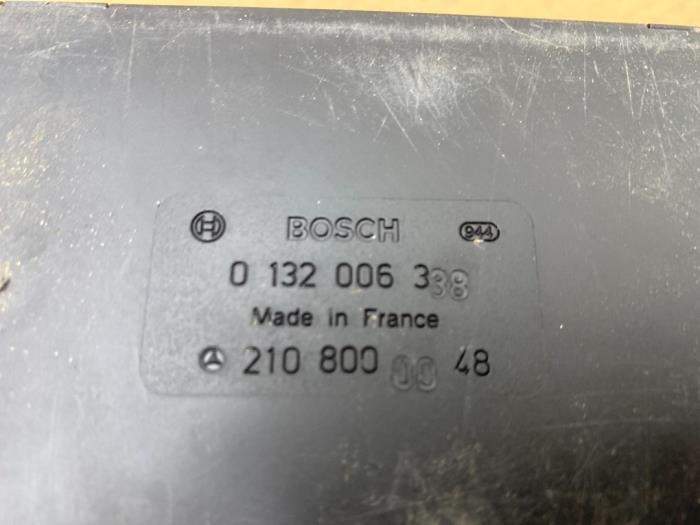 BOSCH 944
0 132 006 338
Made in France
210 800 00 48